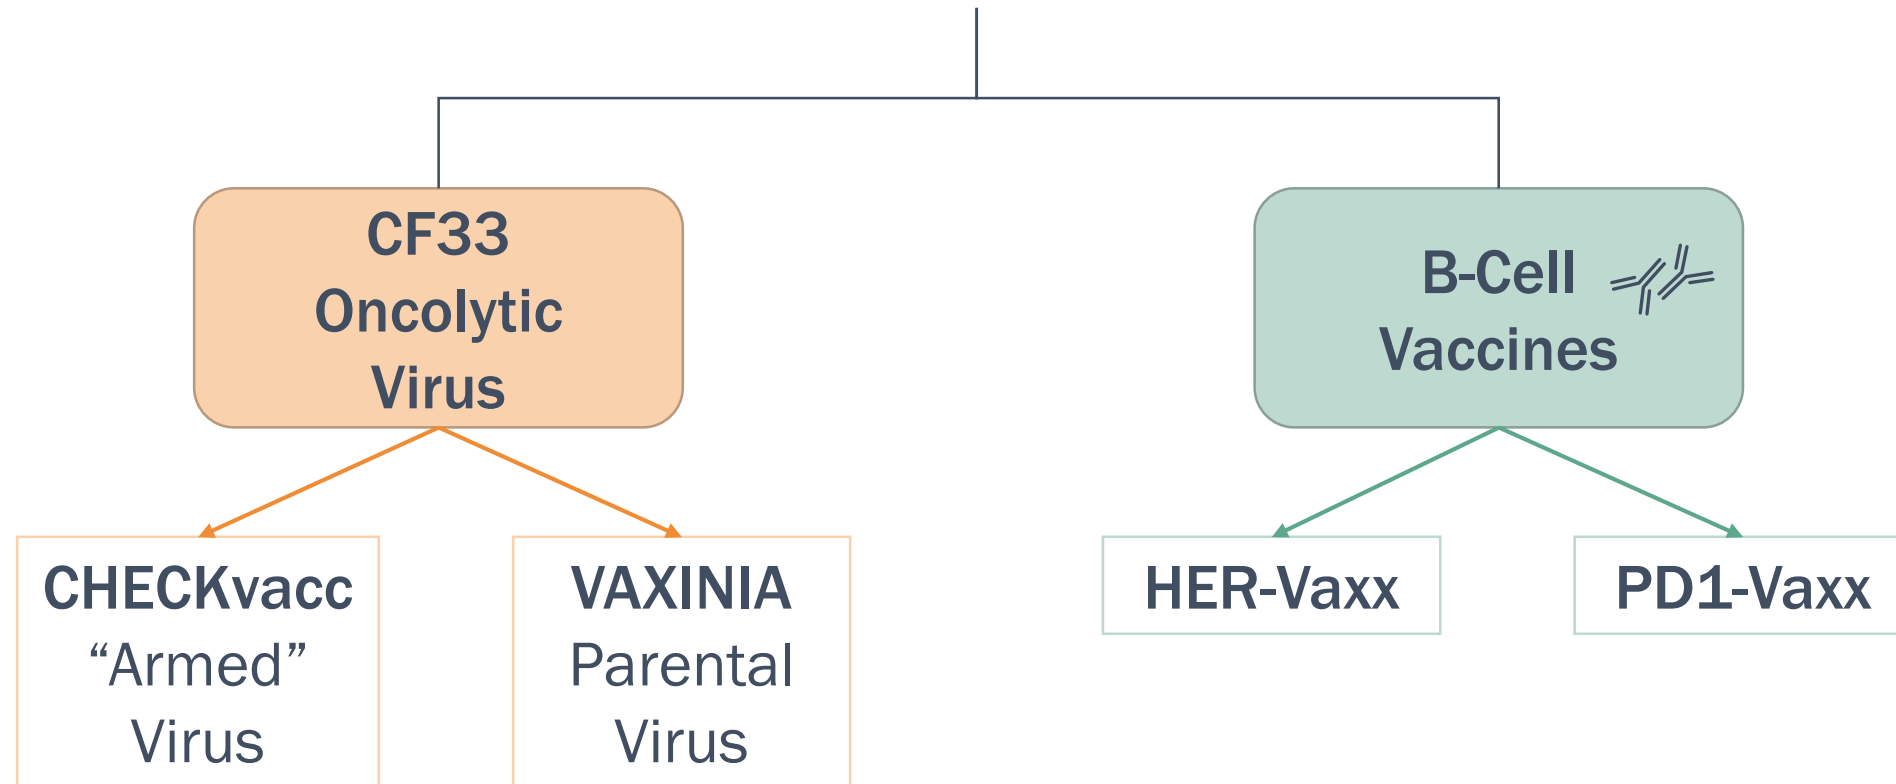 CF33
Oncolytic
Virus
B-Cell
Vaccines
CHECKvacc
“Armed”
Virus
VAXINIA
Parental
Virus
HER-Vaxx
PD1-Vaxx